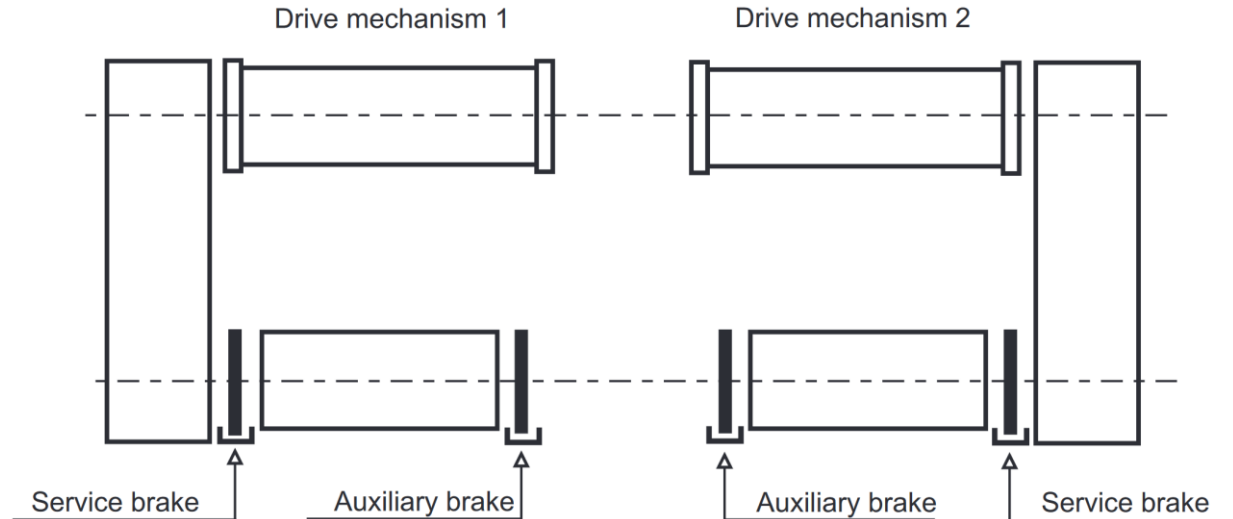 Drive mechanism 1
Drive mechanism 2
Service brake
Auxiliary brake
Auxiliary brake
Service brake